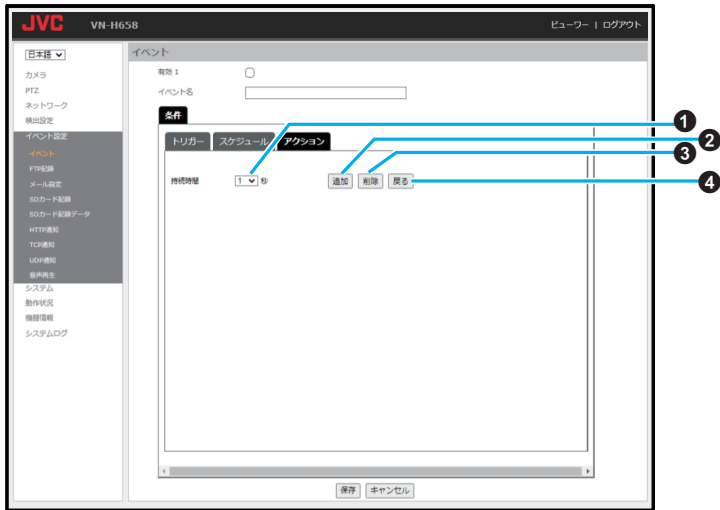 JVC VN-H658 ビューワー | ログアウト
日本語
カメラ
PTZ
ネットワーク
検出設定
イベント設定
イベント
FTP記録
メール設定
SDカード記録
SDカード記録データ
HTTP通知
TCP通知
UDP通知
音声再生
システム
動作状況
機器情報
システムログ
イベント
有効 1
イベント名
条件
トリガー スケジュール アクション
持続時間 1 秒 追加 削除 戻る
保存 キャンセル
1
2
3
4